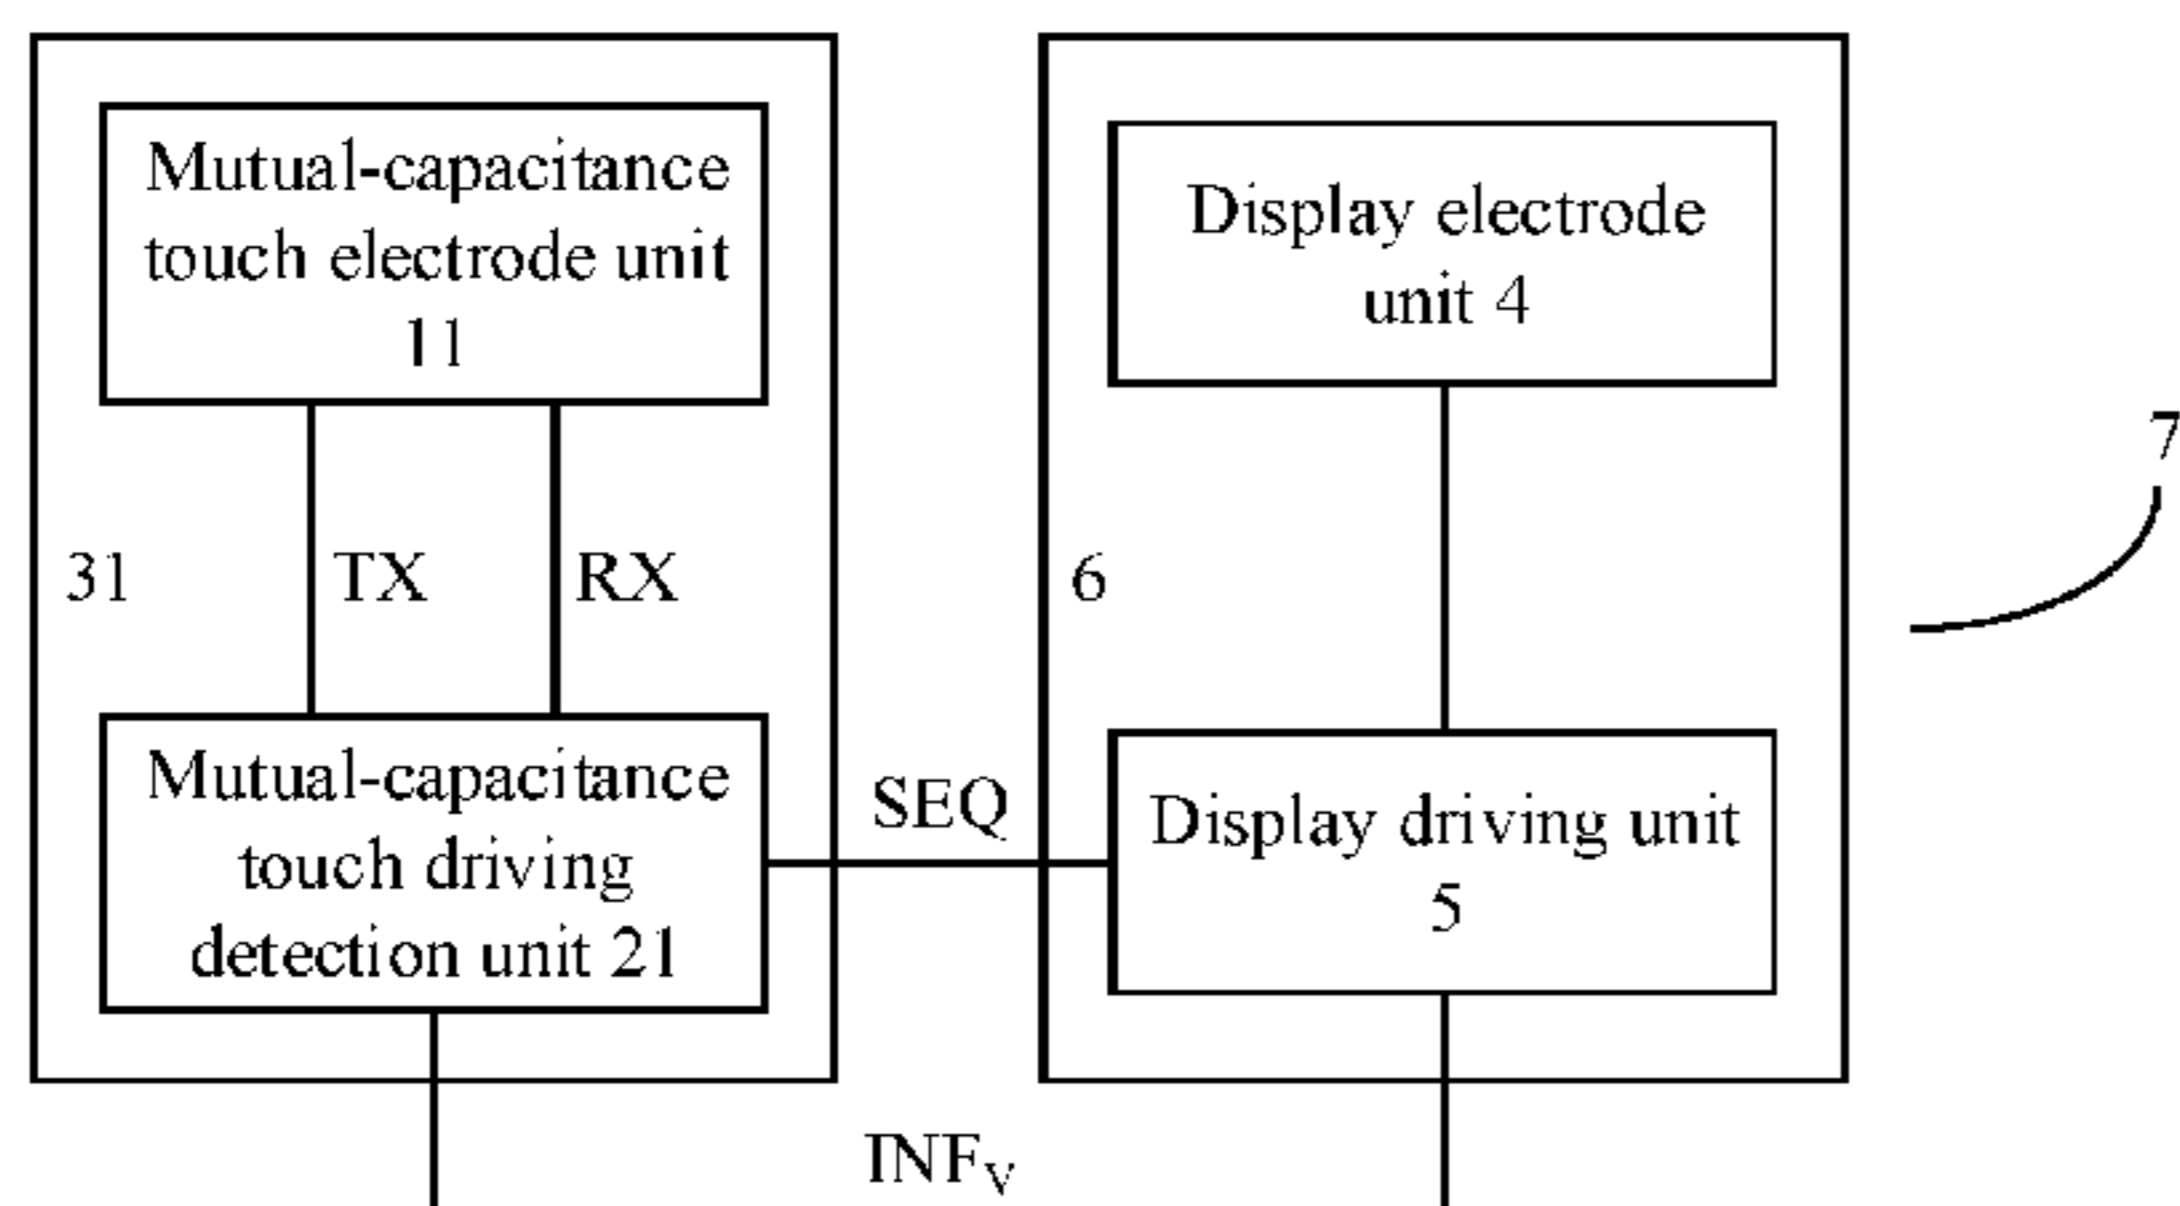 Mutual-capacitance
touch electrode unit
11
Display electrode
unit 4
7
31
TX
RX
6
Mutual-capacitance
touch driving
detection unit 21
SEQ
Display driving unit
5
INFV